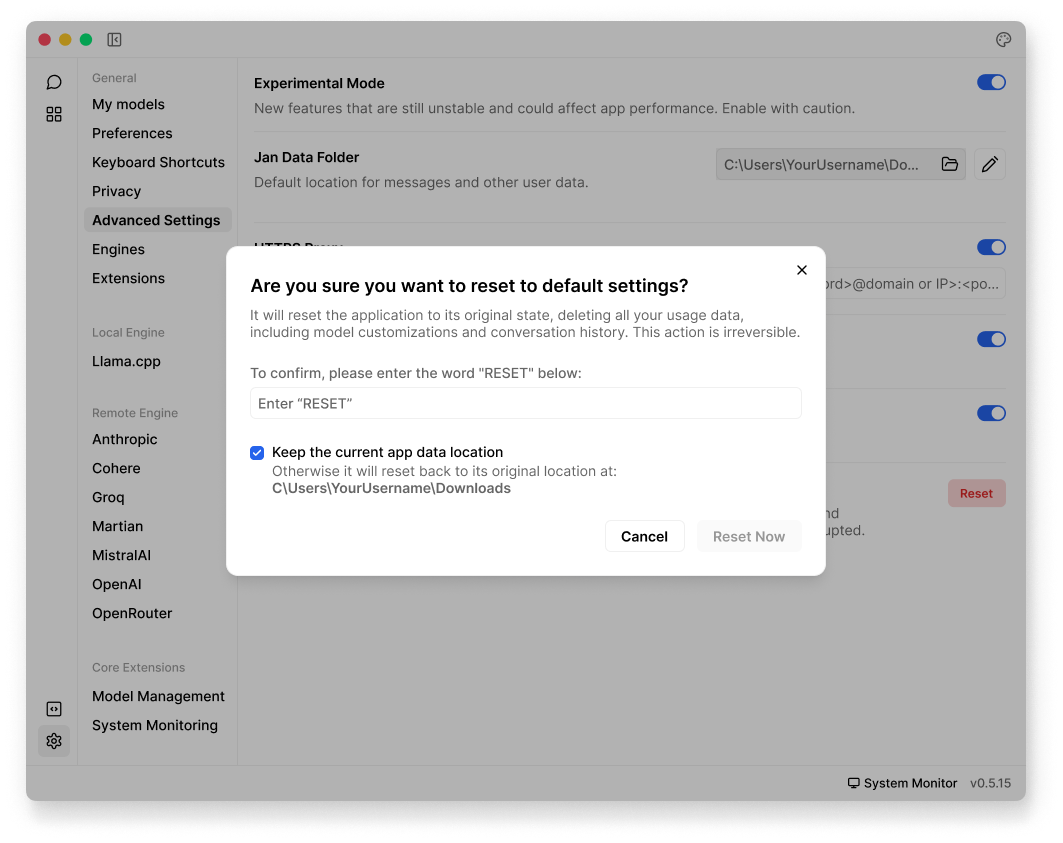 General
My models
Preferences
Keyboard Shortcuts
Privacy
Advanced Settings
Engines
Extensions
Local Engine
Llama.cpp
Remote Engine
Anthropic
Cohere
Groq
Martian
MistralAI
OpenAI
OpenRouter
Core Extensions
Model Management
System Monitoring
Experimental Mode
New features that are still unstable and could affect app performance. Enable with caution.
Jan Data Folder
Default location for messages and other user data.
C:\Users\YourUsername\Do...
HTTPS Proxy
ord>@domain or IP>:<po...
Are you sure you want to reset to default settings?
It will reset the application to its original state, deleting all your usage data,
including model customizations and conversation history. This action is irreversible.
To confirm, please enter the word "RESET" below:
Enter “RESET”
Keep the current app data location
Otherwise it will reset back to its original location at:
C\Users\YourUsername\Downloads
Cancel
Reset Now
Reset
nd
upted.
System Monitor
v0.5.15